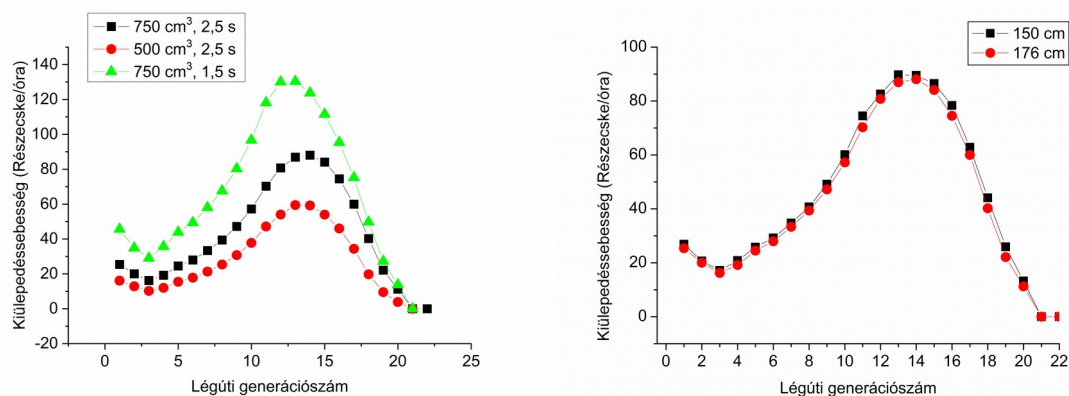 750 cm³, 2,5 s
500 cm³, 2,5 s
750 cm³, 1,5 s
140
120
100
80
60
40
20
0
-20
0 5 10 15 20 25
Kiülepedéssebesség (Részecske/óra)
Légúti generációszám
150 cm
176 cm
100
80
60
40
20
0
0 2 4 6 8 10 12 14 16 18 20 22
Kiülepedéssebesség (Részecske/óra)
Légúti generációszám